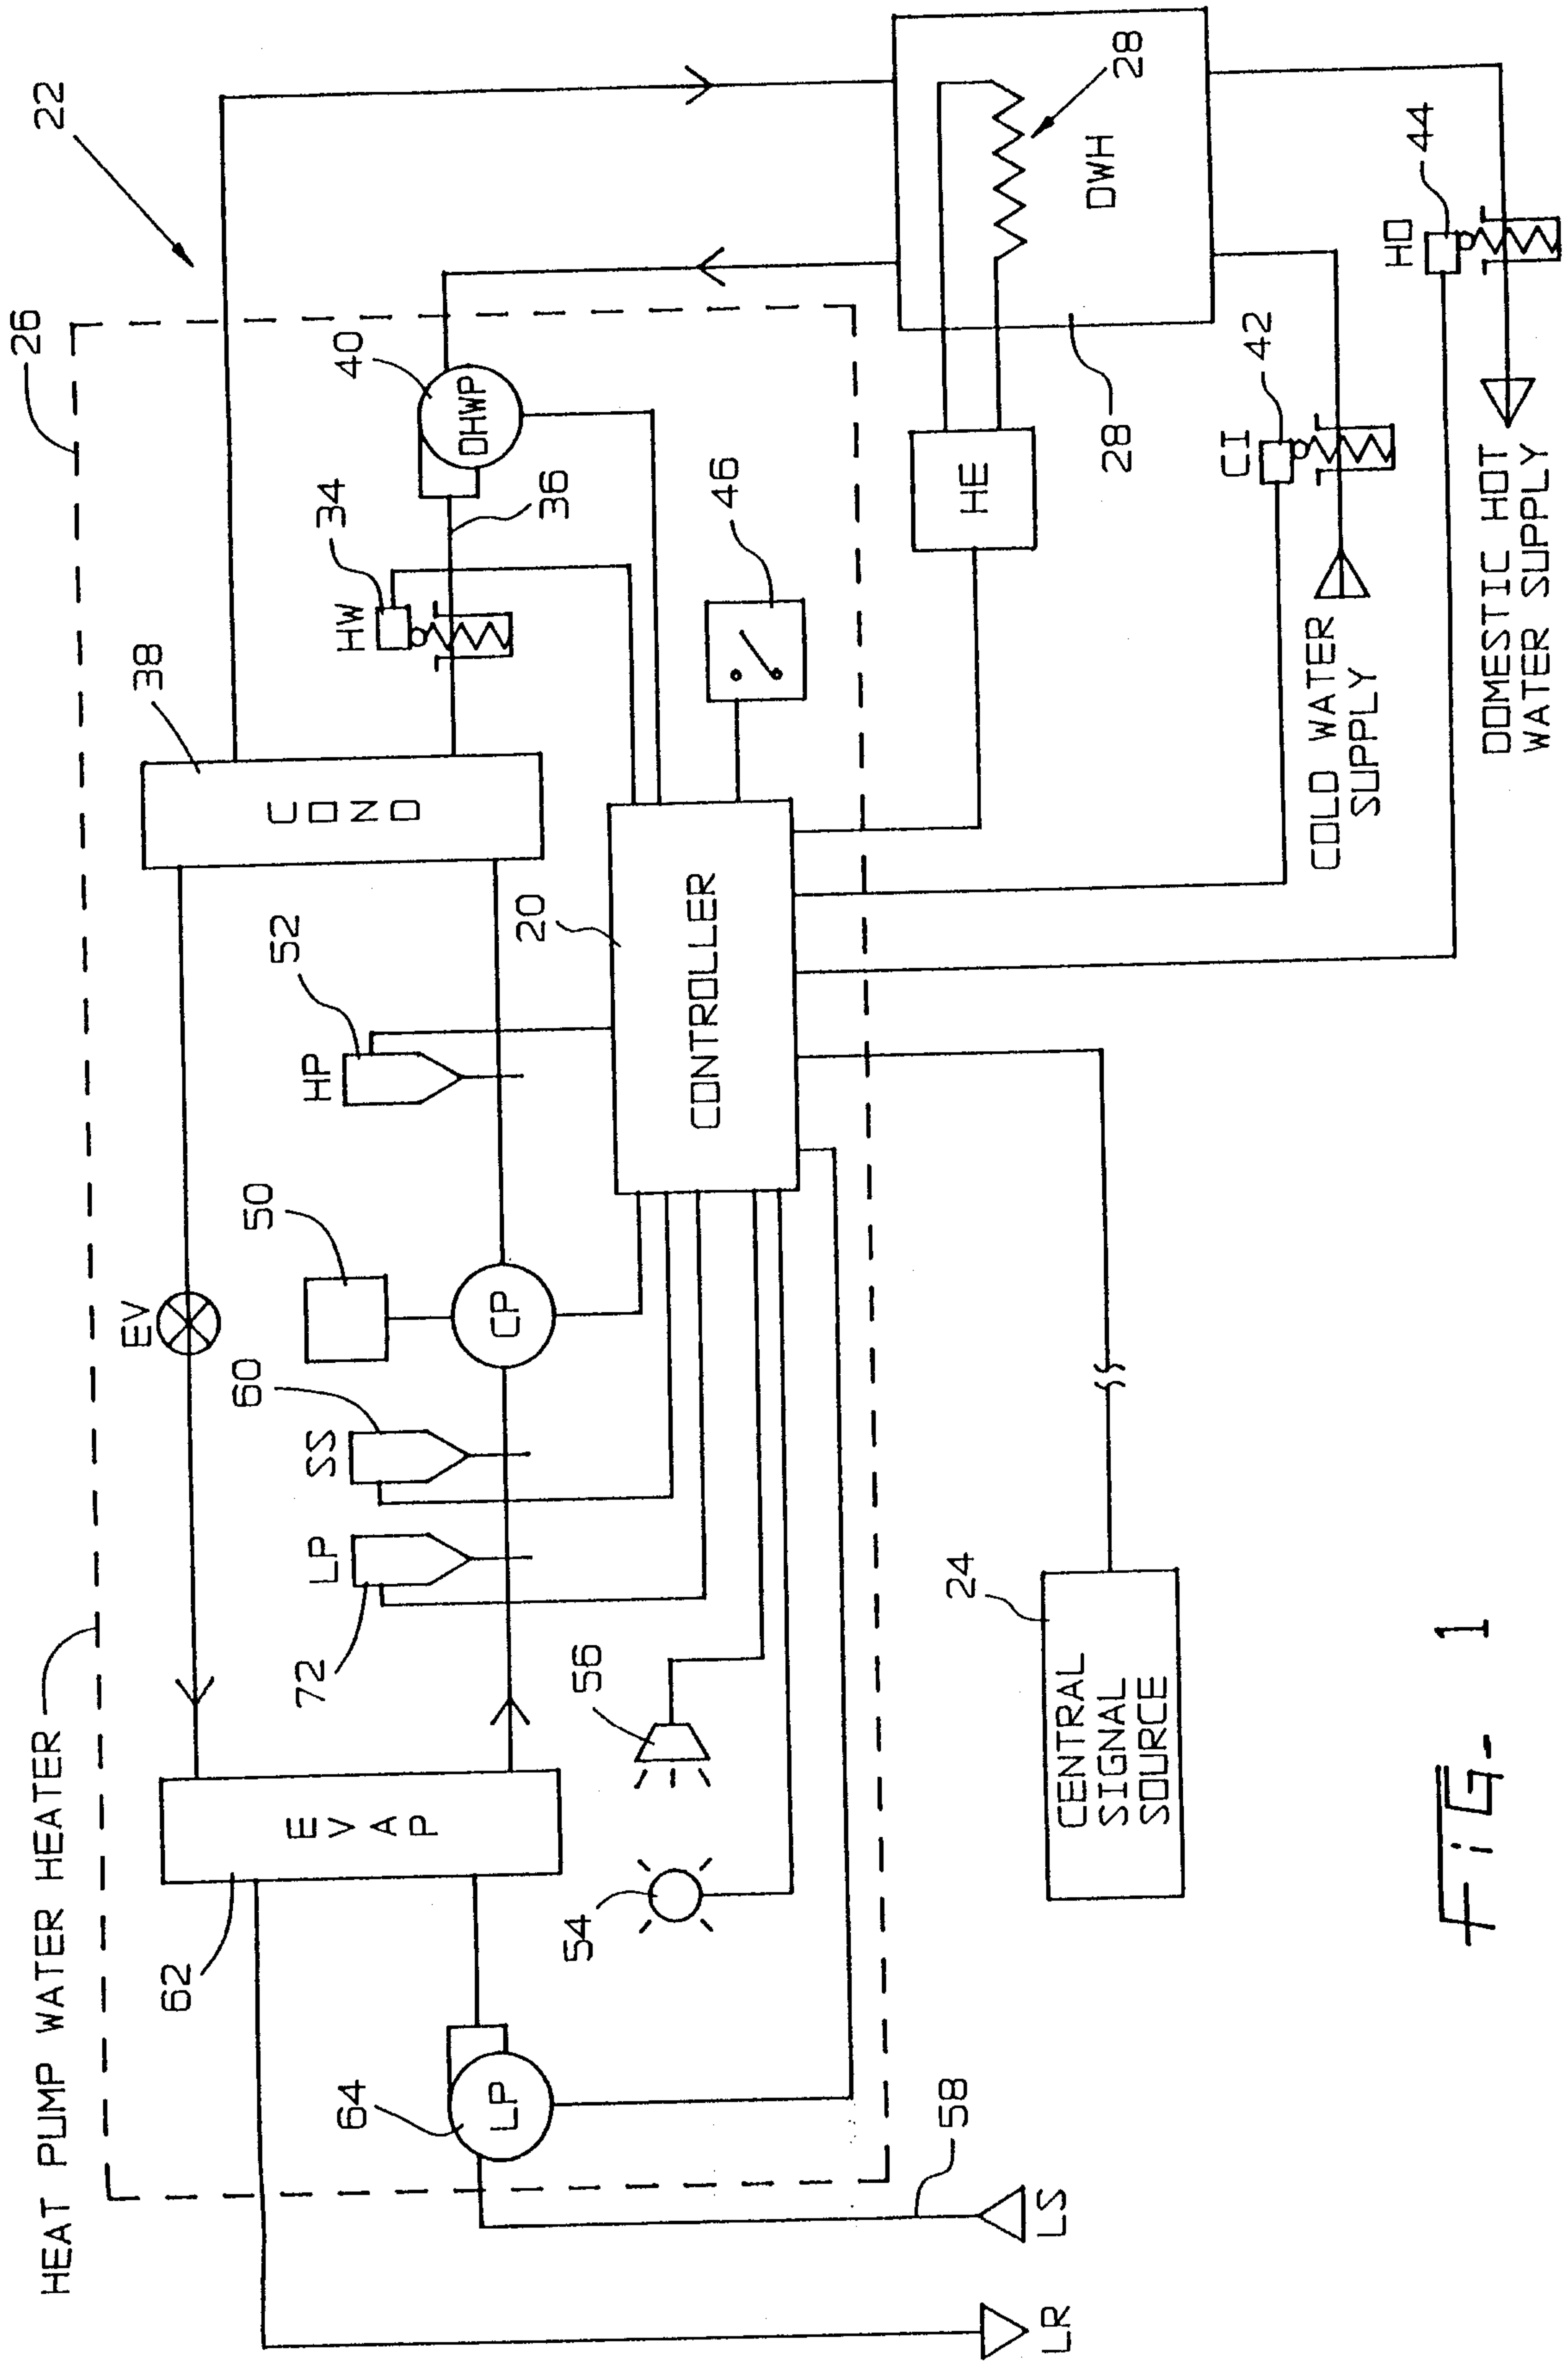 HEAT PUMP WATER HEATER
26
22
62
EV
38
EVAP
COND
LP
72
SS
60
50
HP
52
HW
34
40
DHWP
36
64
LP
CP
20
54
56
CONTROLLER
46
28
DWH
HE
28
LR
LS
58
24
CENTRAL
SIGNAL
SOURCE
CI
42
HO
44
COLD WATER
SUPPLY
DOMESTIC HOT
WATER SUPPLY
FiG. 1